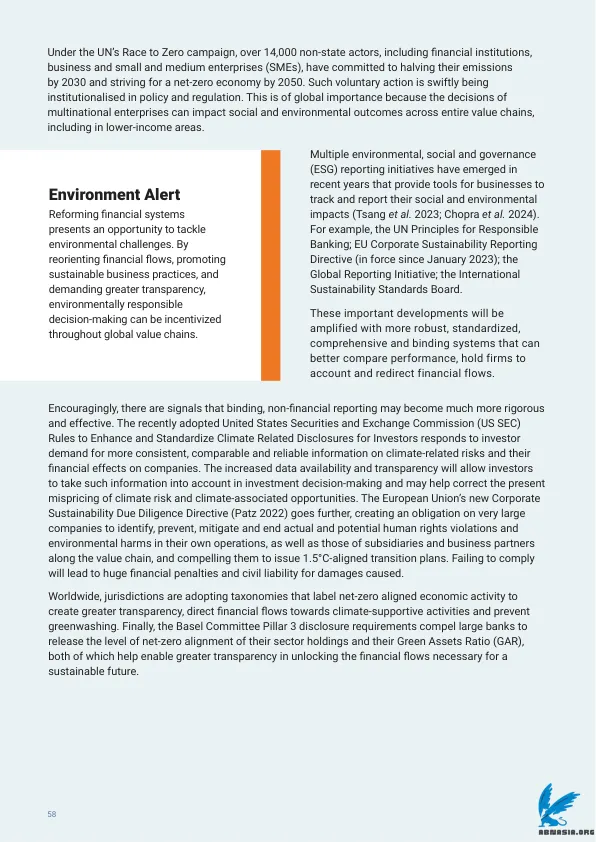 Under the UN's Race to Zero campaign, over 14,000 non-state actors, including financial institutions,
business and small and medium enterprises (SMEs), have committed to halving their emissions
by 2030 and striving for a net-zero economy by 2050. Such voluntary action is swiftly being
institutionalised in policy and regulation. This is of global importance because the decisions of
multinational enterprises can impact social and environmental outcomes across entire value chains,
including in lower-income areas.
Environment Alert
Reforming financial systems
presents an opportunity to tackle
environmental challenges. By
reorienting financial flows, promoting
sustainable business practices, and
demanding greater transparency,
environmentally responsible
decision-making can be incentivized
throughout global value chains.
Multiple environmental, social and governance
(ESG) reporting initiatives have emerged in
recent years that provide tools for businesses to
track and report their social and environmental
impacts (Tsang et al. 2023; Chopra et al. 2024).
For example, the UN Principles for Responsible
Banking; EU Corporate Sustainability Reporting
Directive (in force since January 2023); the
Global Reporting Initiative; the International
Sustainability Standards Board.
These important developments will be
amplified with more robust, standardized,
comprehensive and binding systems that can
better compare performance, hold firms to
account and redirect financial flows.
Encouragingly, there are signals that binding, non-financial reporting may become much more rigorous
and effective. The recently adopted United States Securities and Exchange Commission (US SEC)
Rules to Enhance and Standardize Climate Related Disclosures for Investors responds to investor
demand for more consistent, comparable and reliable information on climate-related risks and their
financial effects on companies. The increased data availability and transparency will allow investors
to take such information into account in investment decision-making and may help correct the present
mispricing of climate risk and climate-associated opportunities. The European Union's new Corporate
Sustainability Due Diligence Directive (Patz 2022) goes further, creating an obligation on very large
companies to identify, prevent, mitigate and end actual and potential human rights violations and
environmental harms in their own operations, as well as those of subsidiaries and business partners
along the value chain, and compelling them to issue 1.5°C-aligned transition plans. Failing to comply
will lead to huge financial penalties and civil liability for damages caused.
Worldwide, jurisdictions are adopting taxonomies that label net-zero aligned economic activity to
create greater transparency, direct financial flows towards climate-supportive activities and prevent
greenwashing. Finally, the Basel Committee Pillar 3 disclosure requirements compel large banks to
release the level of net-zero alignment of their sector holdings and their Green Assets Ratio (GAR),
both of which help enable greater transparency in unlocking the financial flows necessary for a
sustainable future.
58
ABNASIA.ORG